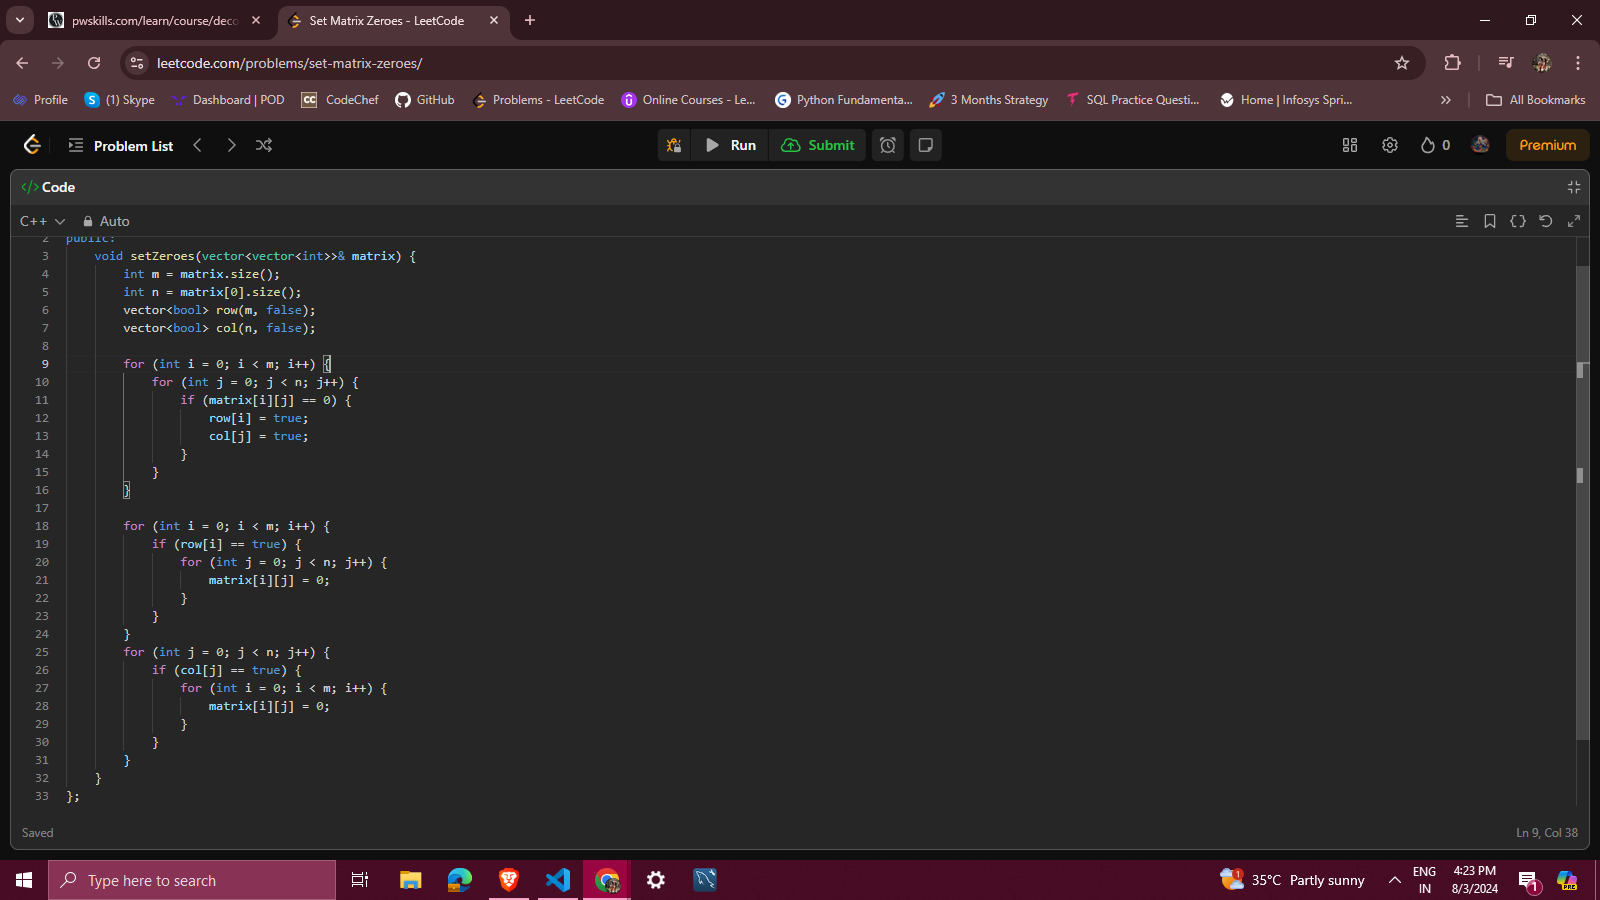 pwskills.com/learn/course/deco
Set Matrix Zeroes - LeetCode
leetcode.com/problems/set-matrix-zeroes/
Profile
(1) Skype
Dashboard | POD
CodeChef
GitHub
Problems - LeetCode
Online Courses - Le...
Python Fundamenta...
3 Months Strategy
SQL Practice Questi...
Home | Infosys Spri...
All Bookmarks
Problem List
Run
Submit
0
Premium
</> Code
C++
Auto
2 public:
3 void setZeroes(vector<vector<int>>& matrix) {
4 int m = matrix.size();
5 int n = matrix[0].size();
6 vector<bool> row(m, false);
7 vector<bool> col(n, false);
8
9 for (int i = 0; i < m; i++) {
10 for (int j = 0; j < n; j++) {
11 if (matrix[i][j] == 0) {
12 row[i] = true;
13 col[j] = true;
14 }
15 }
16 }
17
18 for (int i = 0; i < m; i++) {
19 if (row[i] == true) {
20 for (int j = 0; j < n; j++) {
21 matrix[i][j] = 0;
22 }
23 }
24 }
25 for (int j = 0; j < n; j++) {
26 if (col[j] == true) {
27 for (int i = 0; i < m; i++) {
28 matrix[i][j] = 0;
29 }
30 }
31 }
32 }
33 };
Saved
Ln 9, Col 38
Type here to search
1
35°C Partly sunny
ENG
IN
4:23 PM
8/3/2024
1
PRE